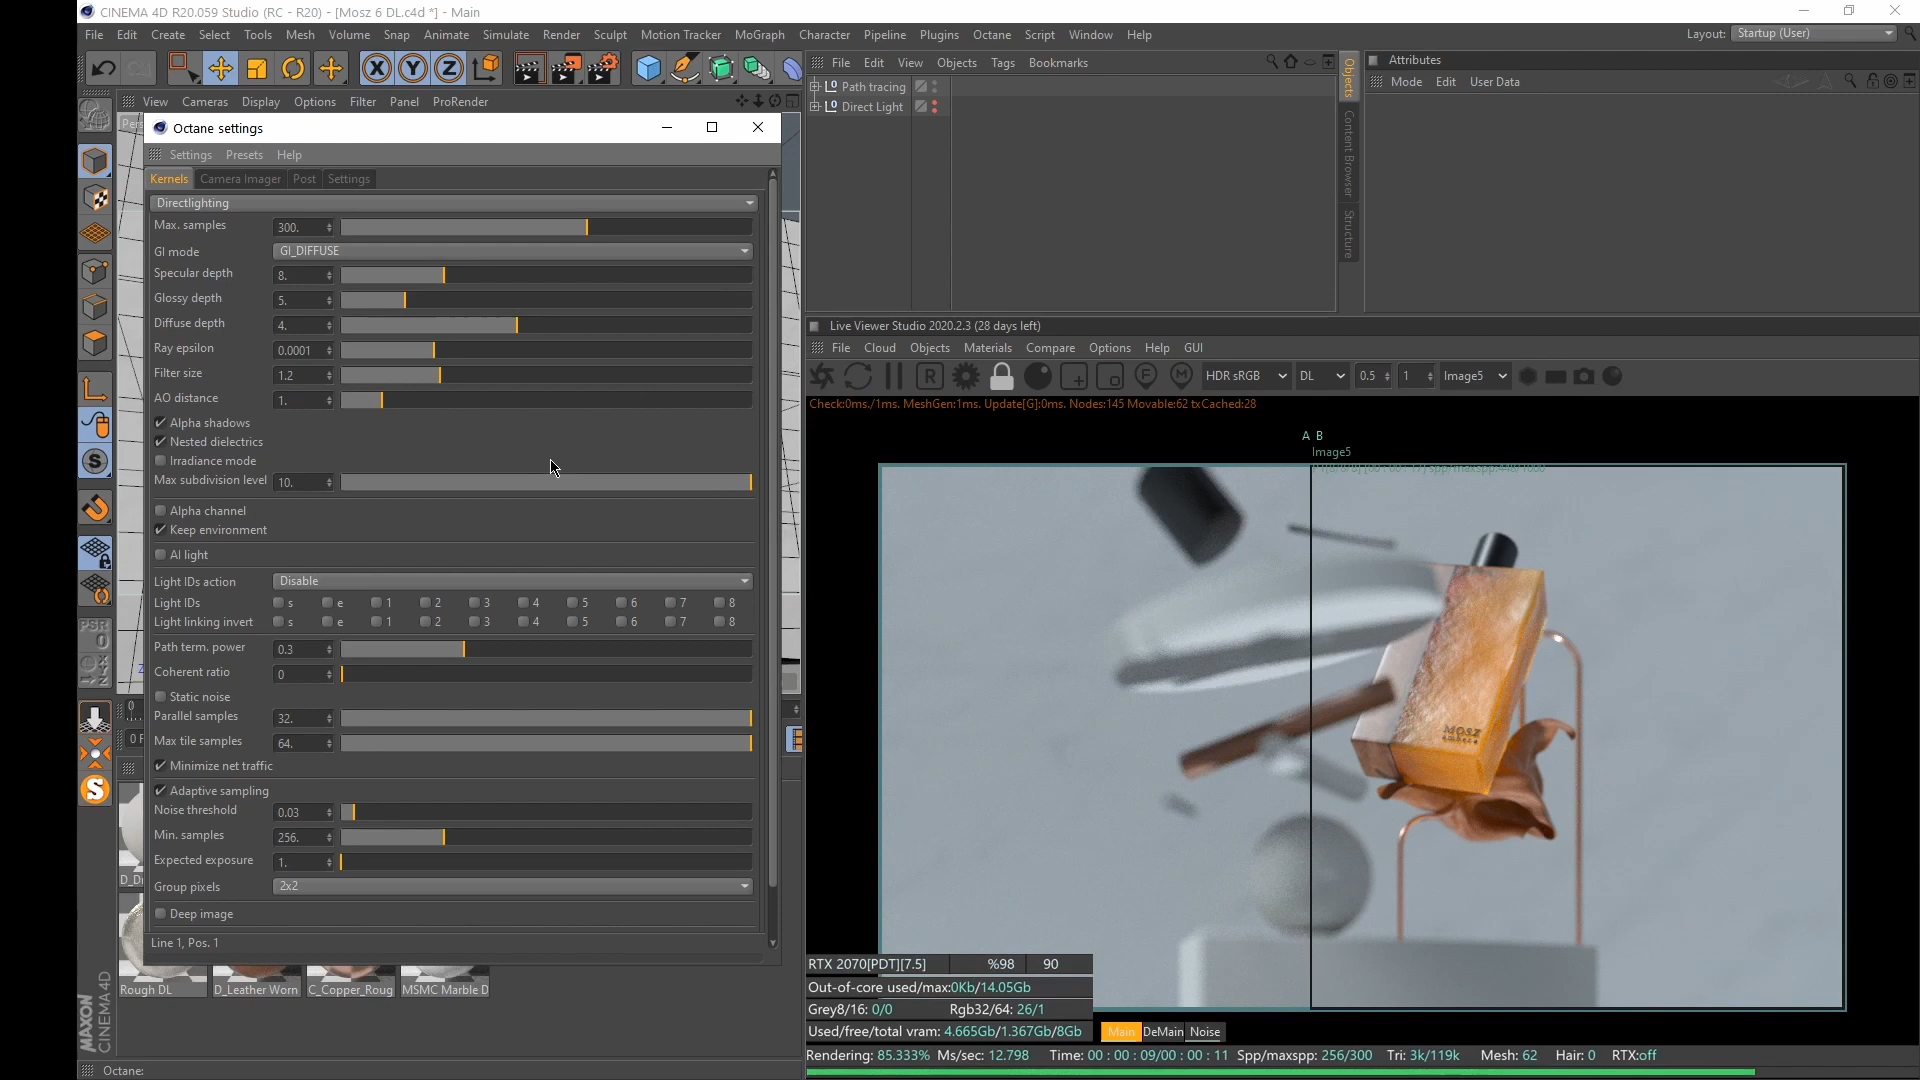 CINEMA 4D R20.059 Studio (RC - R20) - [Mosz 6 DL.c4d *] - Main
File Edit Create Select Tools Mesh Volume Snap Animate Simulate Render Sculpt Motion Tracker MoGraph Character Pipeline Plugins Octane Script Window Help
Layout: Startup (User)
X Y Z
View Cameras Display Options Filter Panel ProRender
Octane settings
Settings Presets Help
Kernels Camera Imager Post Settings
Directlighting
Max. samples 300.
GI mode GI_DIFFUSE
Specular depth 8.
Glossy depth 5.
Diffuse depth 4.
Ray epsilon 0.0001
Filter size 1.2
AO distance 1.
Alpha shadows
Nested dielectrics
Irradiance mode
Max subdivision level 10.
Alpha channel
Keep environment
AI light
Light IDs action Disable
Light IDs s e 1 2 3 4 5 6 7 8
Light linking invert s e 1 2 3 4 5 6 7 8
Path term. power 0.3
Coherent ratio 0
Static noise
Parallel samples 32.
Max tile samples 64.
Minimize net traffic
Adaptive sampling
Noise threshold 0.03
Min. samples 256.
Expected exposure 1.
Group pixels 2x2
Deep image
Line 1, Pos. 1
PSR
0
Rough DL D_Leather Worn C_Copper_Roug MSMC Marble D
MAXON
CINEMA 4D
Octane:
File Edit View Objects Tags Bookmarks
Path tracing
Direct Light
Objects
Content Browser
Structure
Attributes
Mode Edit User Data
Live Viewer Studio 2020.2.3 (28 days left)
File Cloud Objects Materials Compare Options Help GUI
R F M HDR sRGB DL 0.5 1 Image5
Check:0ms./1ms. MeshGen:1ms. Update[G]:0ms. Nodes:145 Movable:62 txCached:28
A B
Image5
MOSZ
RTX 2070[PDT][7.5] %98 90
Out-of-core used/max:0Kb/14.05Gb
Grey8/16: 0/0 Rgb32/64: 26/1
Used/free/total vram: 4.665Gb/1.367Gb/8Gb
Main DeMain Noise
Rendering: 85.333% Ms/sec: 12.798 Time: 00 : 00 : 09/00 : 00 : 11 Spp/maxspp: 256/300 Tri: 3k/119k Mesh: 62 Hair: 0 RTX:off